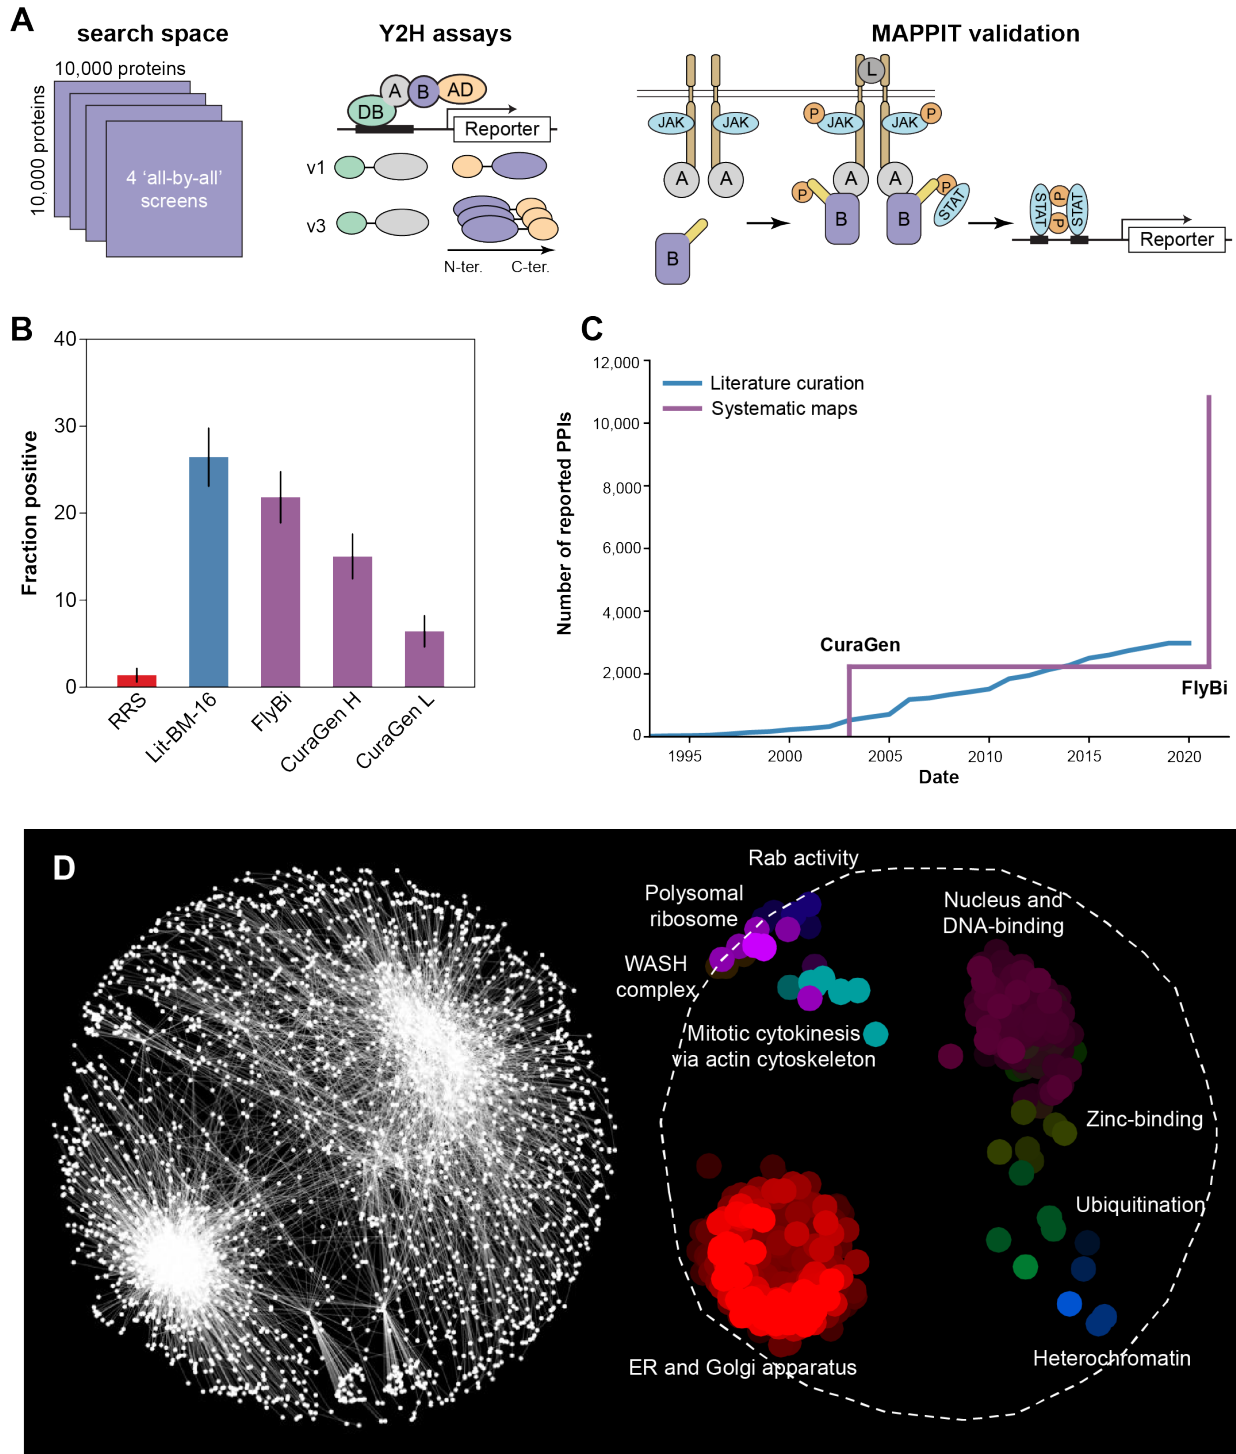 A
search space
10,000 proteins
10,000 proteins
4 ‘all-by-all’
screens
Y2H assays
DB
A
B
AD
Reporter
v1
v3
N-ter.
C-ter.
MAPPIT validation
L
JAK
JAK
P
JAK
JAK
P
A
A
A
A
B
P
B
B
P
STAT
STAT
P
P
STAT
Reporter
B
Fraction positive
40
30
20
10
0
RRS
Lit-BM-16
FlyBi
CuraGen H
CuraGen L
C
Number of reported PPIs
12,000
10,000
8,000
6,000
4,000
2,000
0
Literature curation
Systematic maps
CuraGen
FlyBi
1995
2000
2005
2010
2015
2020
Date
D
Rab activity
Polysomal
ribosome
WASH
complex
Mitotic cytokinesis
via actin cytoskeleton
Nucleus and
DNA-binding
Zinc-binding
Ubiquitination
Heterochromatin
ER and Golgi apparatus